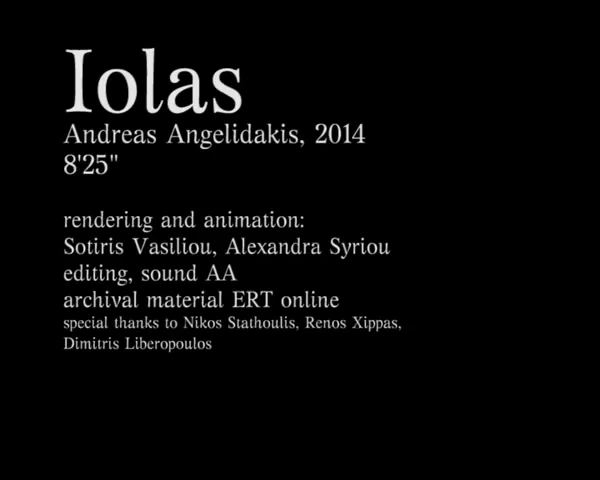 Iolas
Andreas Angelidakis, 2014
8'25"
rendering and animation:
Sotiris Vasiliou, Alexandra Syriou
editing, sound AA
archival material ERT online
special thanks to Nikos Stathoulis, Renos Xippas,
Dimitris Liberopoulos